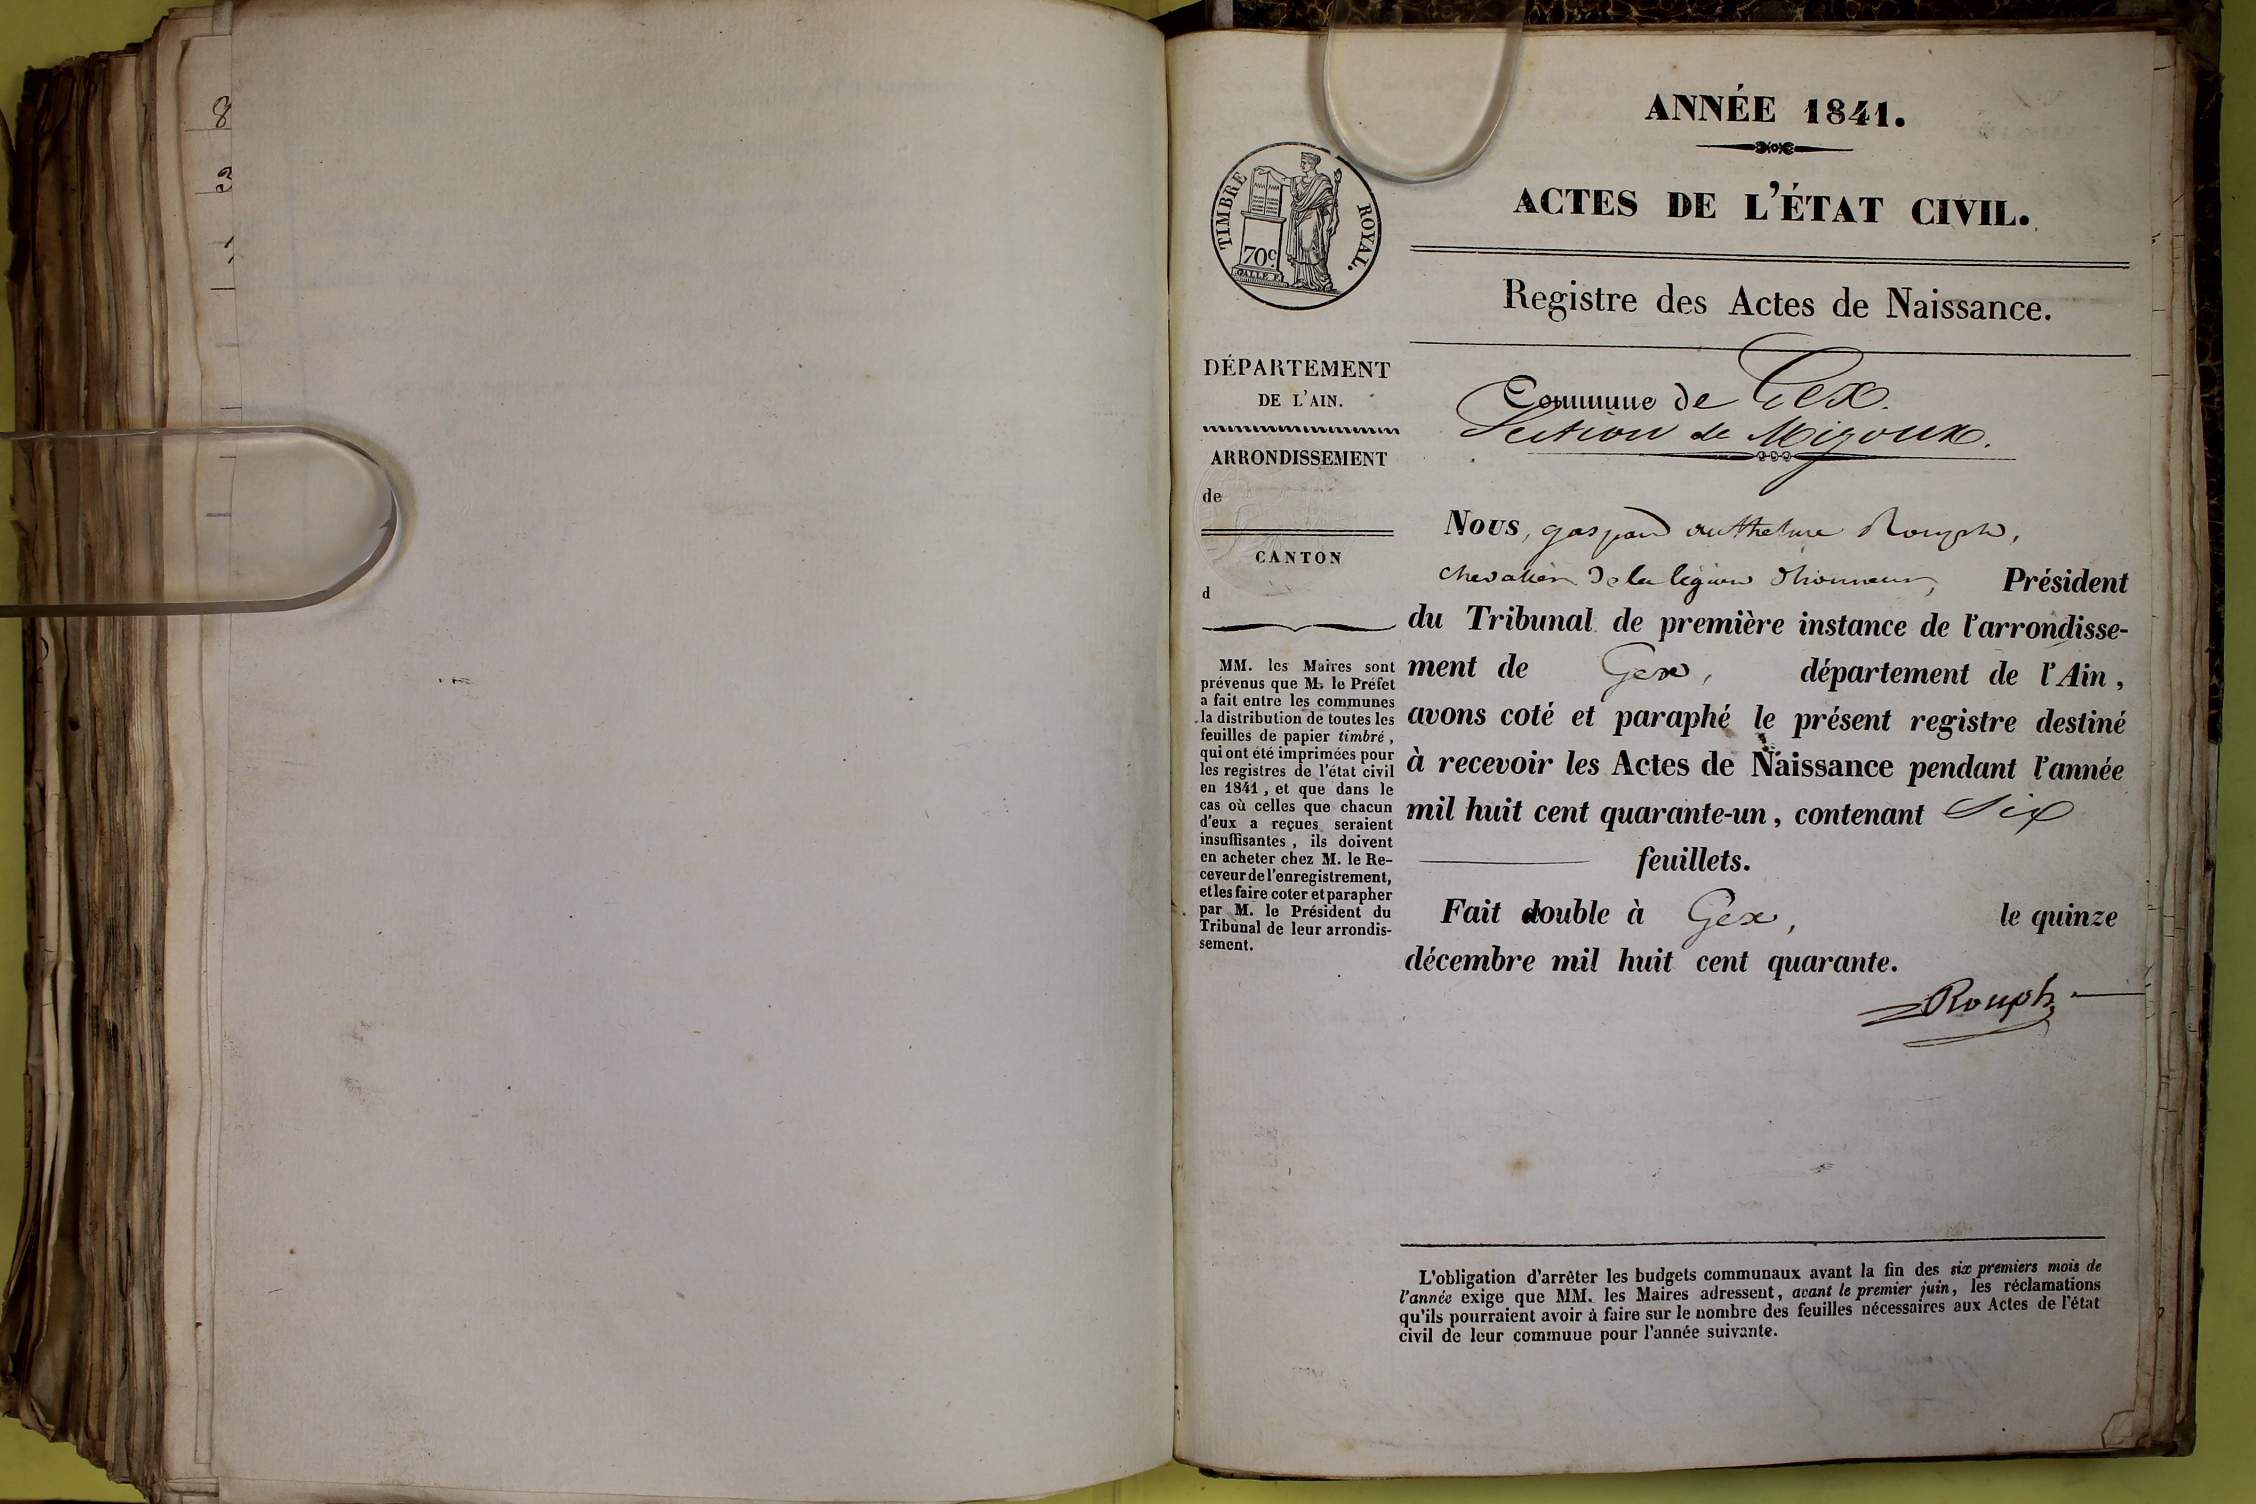 8
ANNÉE 1841.
ACTES DE L'ÉTAT CIVIL.
TIMBRE ROYAL.
70c.
Registre des Actes de Naissance.
DÉPARTEMENT
DE L'AIN.
ARRONDISSEMENT
de
CANTON
d
MM. les Maires sont
prévenus que M. le Préfet
a fait entre les communes
la distribution de toutes les
feuilles de papier timbré,
qui ont été imprimées pour
les registres de l'état civil
en 1841, et que dans le
cas où celles que chacun
d'eux a reçues seraient
insuffisantes, ils doivent
en acheter chez M. le Re-
ceveur de l'enregistrement,
et les faire coter et parapher
par M. le Président du
Tribunal de leur arrondis-
sement.
Commune de Gex.
Section de Mijoux.
Nous, gaspard anthelme Rouph,
chevalier de la légion d'honneur, Président
du Tribunal de première instance de l'arrondisse-
ment de Gex, département de l'Ain,
avons coté et paraphé le présent registre destiné
à recevoir les Actes de Naissance pendant l'année
mil huit cent quarante-un, contenant Six
feuillets.
Fait double à Gex, le quinze
décembre mil huit cent quarante.
Rouph
L'obligation d'arrêter les budgets communaux avant la fin des six premiers mois de
l'année exige que MM. les Maires adressent, avant le premier juin, les réclamations
qu'ils pourraient avoir à faire sur le nombre des feuilles nécessaires aux Actes de l'état
civil de leur commuue pour l'année suivante.